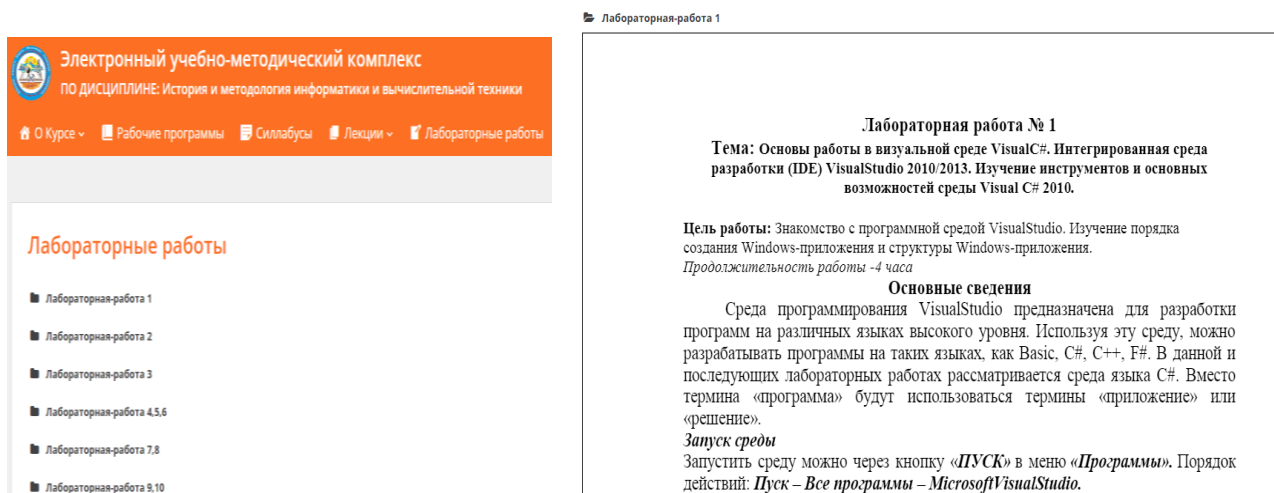 Электронный учебно-методический комплекс
ПО ДИСЦИПЛИНЕ: История и методология информатики и вычислительной техники
О Курсе Рабочие программы Силлабусы Лекции Лабораторные работы
Лабораторные работы
Лабораторная-работа 1
Лабораторная-работа 2
Лабораторная-работа 3
Лабораторная-работа 4,5,6
Лабораторная-работа 7,8
Лабораторная-работа 9,10
Лабораторная-работа 1
Лабораторная работа № 1
Тема: Основы работы в визуальной среде VisualC#. Интегрированная среда
разработки (IDE) VisualStudio 2010/2013. Изучение инструментов и основных
возможностей среды Visual C# 2010.
Цель работы: Знакомство с программной средой VisualStudio. Изучение порядка
создания Windows-приложения и структуры Windows-приложения.
Продолжительность работы -4 часа
Основные сведения
Среда программирования VisualStudio предназначена для разработки
программ на различных языках высокого уровня. Используя эту среду, можно
разрабатывать программы на таких языках, как Basic, C#, C++, F#. В данной и
последующих лабораторных работах рассматривается среда языка C#. Вместо
термина «программа» будут использоваться термины «приложение» или
«решение».
Запуск среды
Запустить среду можно через кнопку «ПУСК» в меню «Программы». Порядок
действий: Пуск – Все программы – MicrosoftVisualStudio.